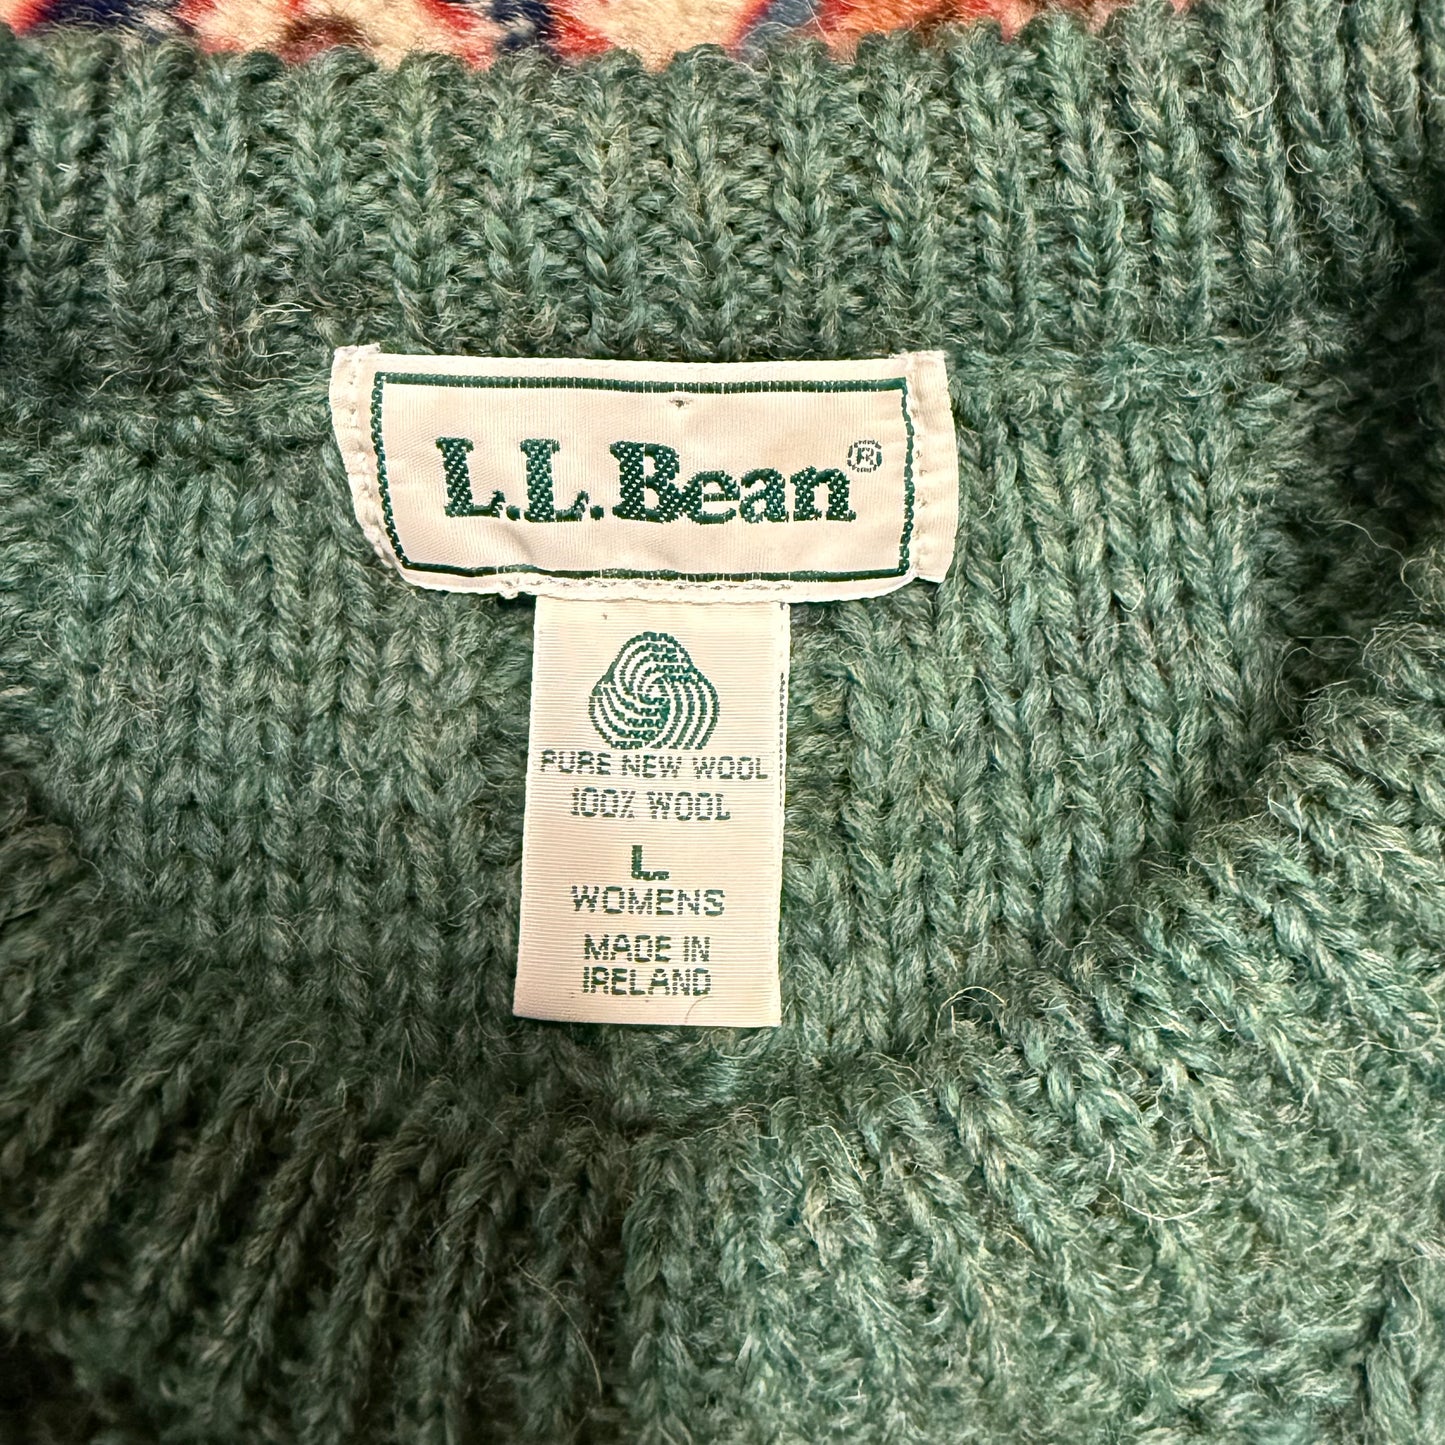 L.L.Bean®
PURE NEW WOOL
100% WOOL
L
WOMENS
MADE IN
IRELAND